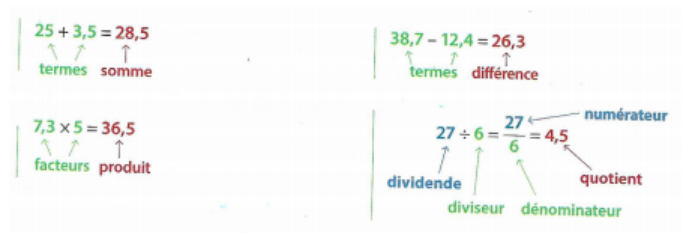 25 + 3,5 = 28,5
termes somme
38,7 – 12,4 = 26,3
termes différence
7,3 × 5 = 36,5
facteurs produit
numérateur
27 ÷ 6 = 27/6 = 4,5
dividende
quotient
diviseur dénominateur